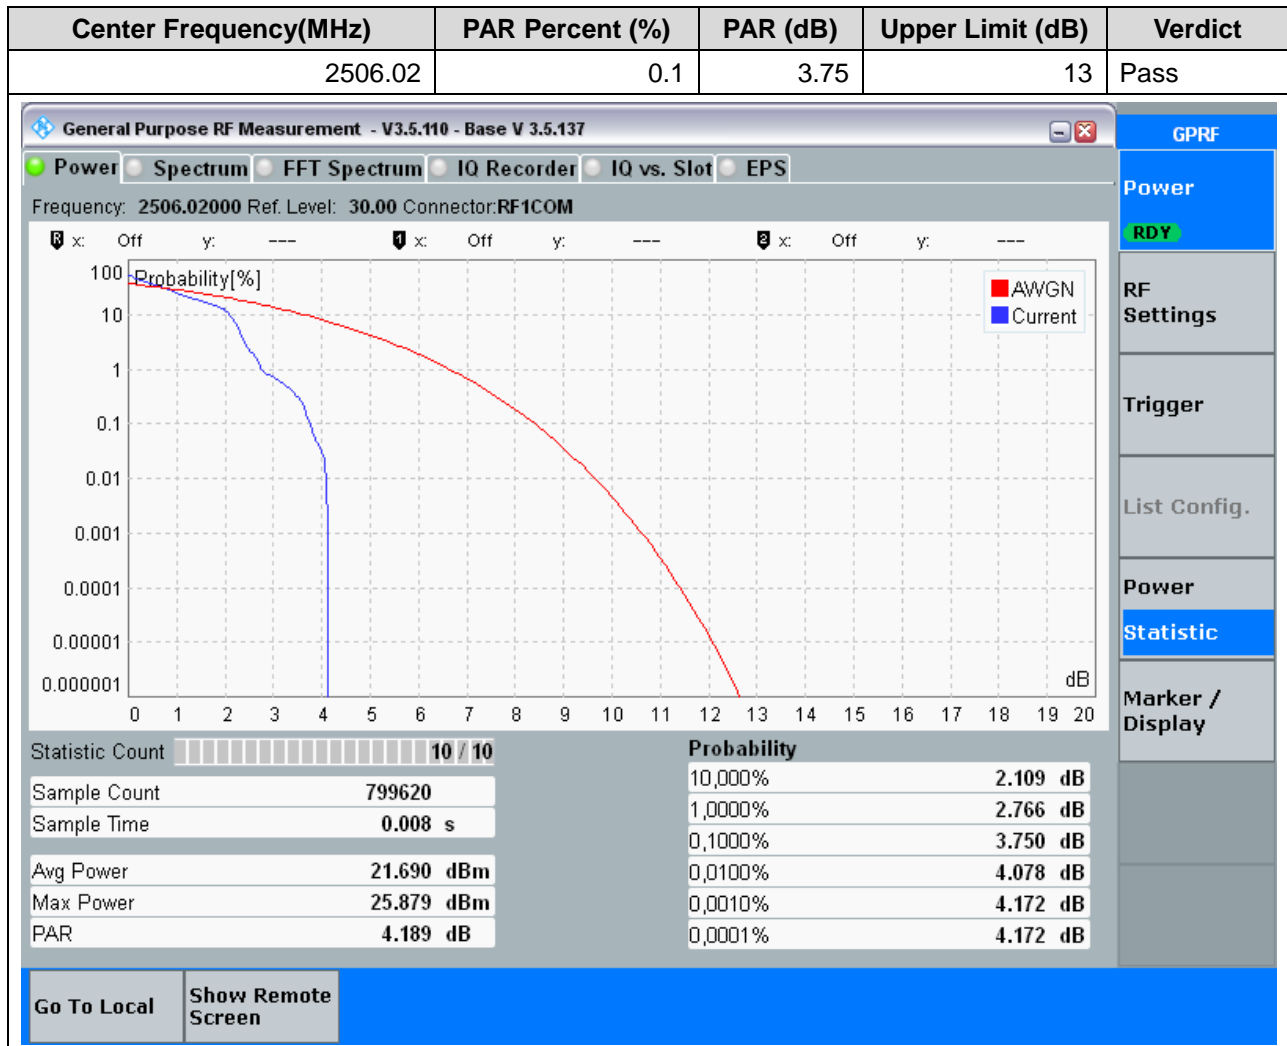 Center Frequency(MHz) PAR Percent (%) PAR (dB) Upper Limit (dB) Verdict
2506.02 0.1 3.75 13 Pass
General Purpose RF Measurement - V3.5.110 - Base V 3.5.137
GPRF
Power Spectrum FFT Spectrum IQ Recorder IQ vs. Slot EPS
Frequency: 2506.02000 Ref. Level: 30.00 Connector:RF1COM
R x: Off y: --- 1 x: Off y: --- 2 x: Off y: ---
Probability[%]
AWGN
Current
100
10
1
0.1
0.01
0.001
0.0001
0.00001
0.000001
dB
0 1 2 3 4 5 6 7 8 9 10 11 12 13 14 15 16 17 18 19 20
Statistic Count 10 / 10
Sample Count 799620
Sample Time 0.008 s
Avg Power 21.690 dBm
Max Power 25.879 dBm
PAR 4.189 dB
Probability
10,000% 2.109 dB
1,0000% 2.766 dB
0,1000% 3.750 dB
0,0100% 4.078 dB
0,0010% 4.172 dB
0,0001% 4.172 dB
Power
RDY
RF
Settings
Trigger
List Config.
Power
Statistic
Marker /
Display
Go To Local
Show Remote
Screen